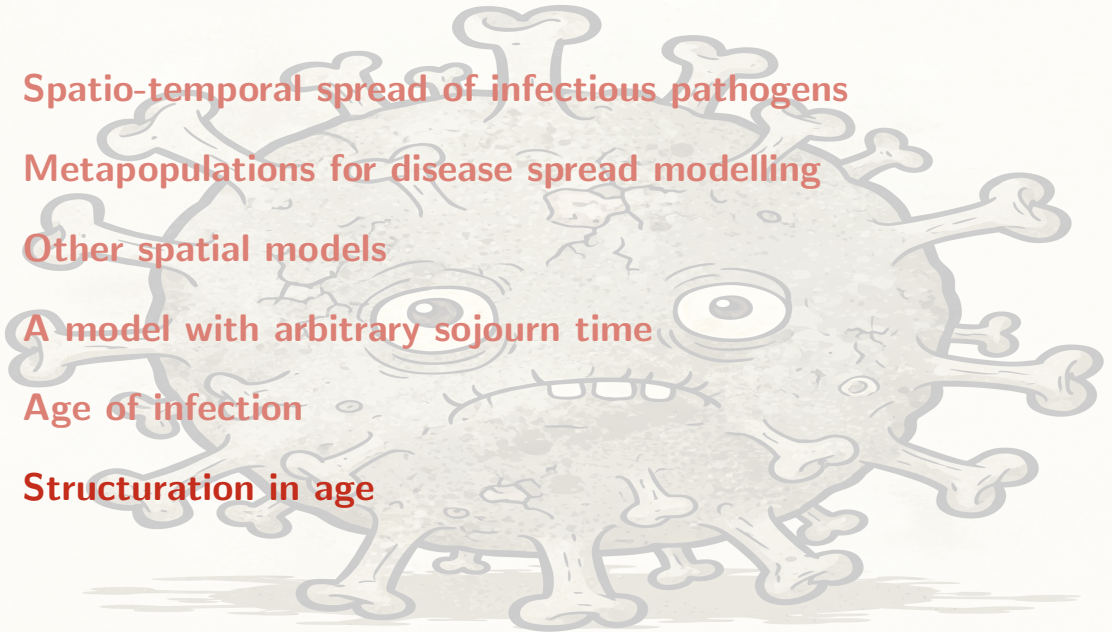 Spatio-temporal spread of infectious pathogens
Metapopulations for disease spread modelling
Other spatial models
A model with arbitrary sojourn time
Age of infection
Structuration in age